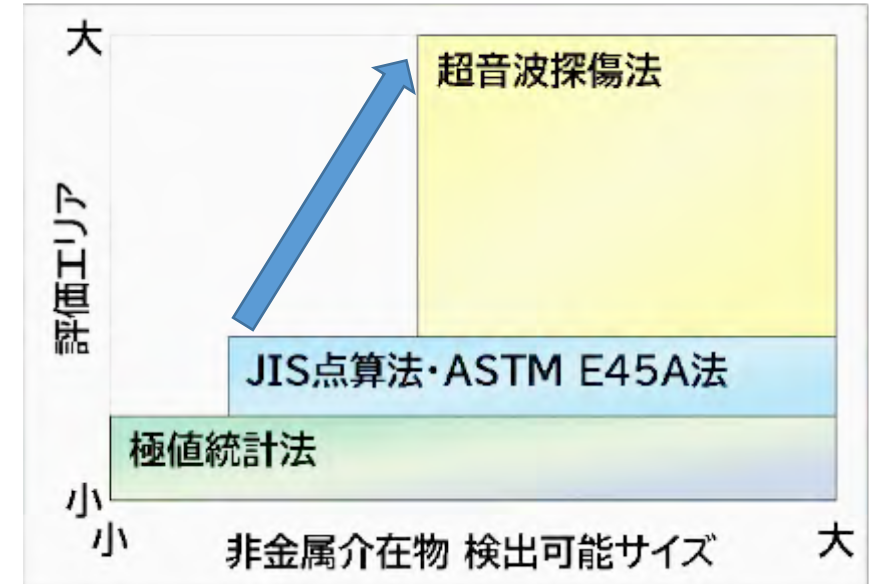 大
超音波探傷法
評価エリア
JIS点算法・ASTM E45A法
極値統計法
小
小
非金属介在物 検出可能サイズ
大